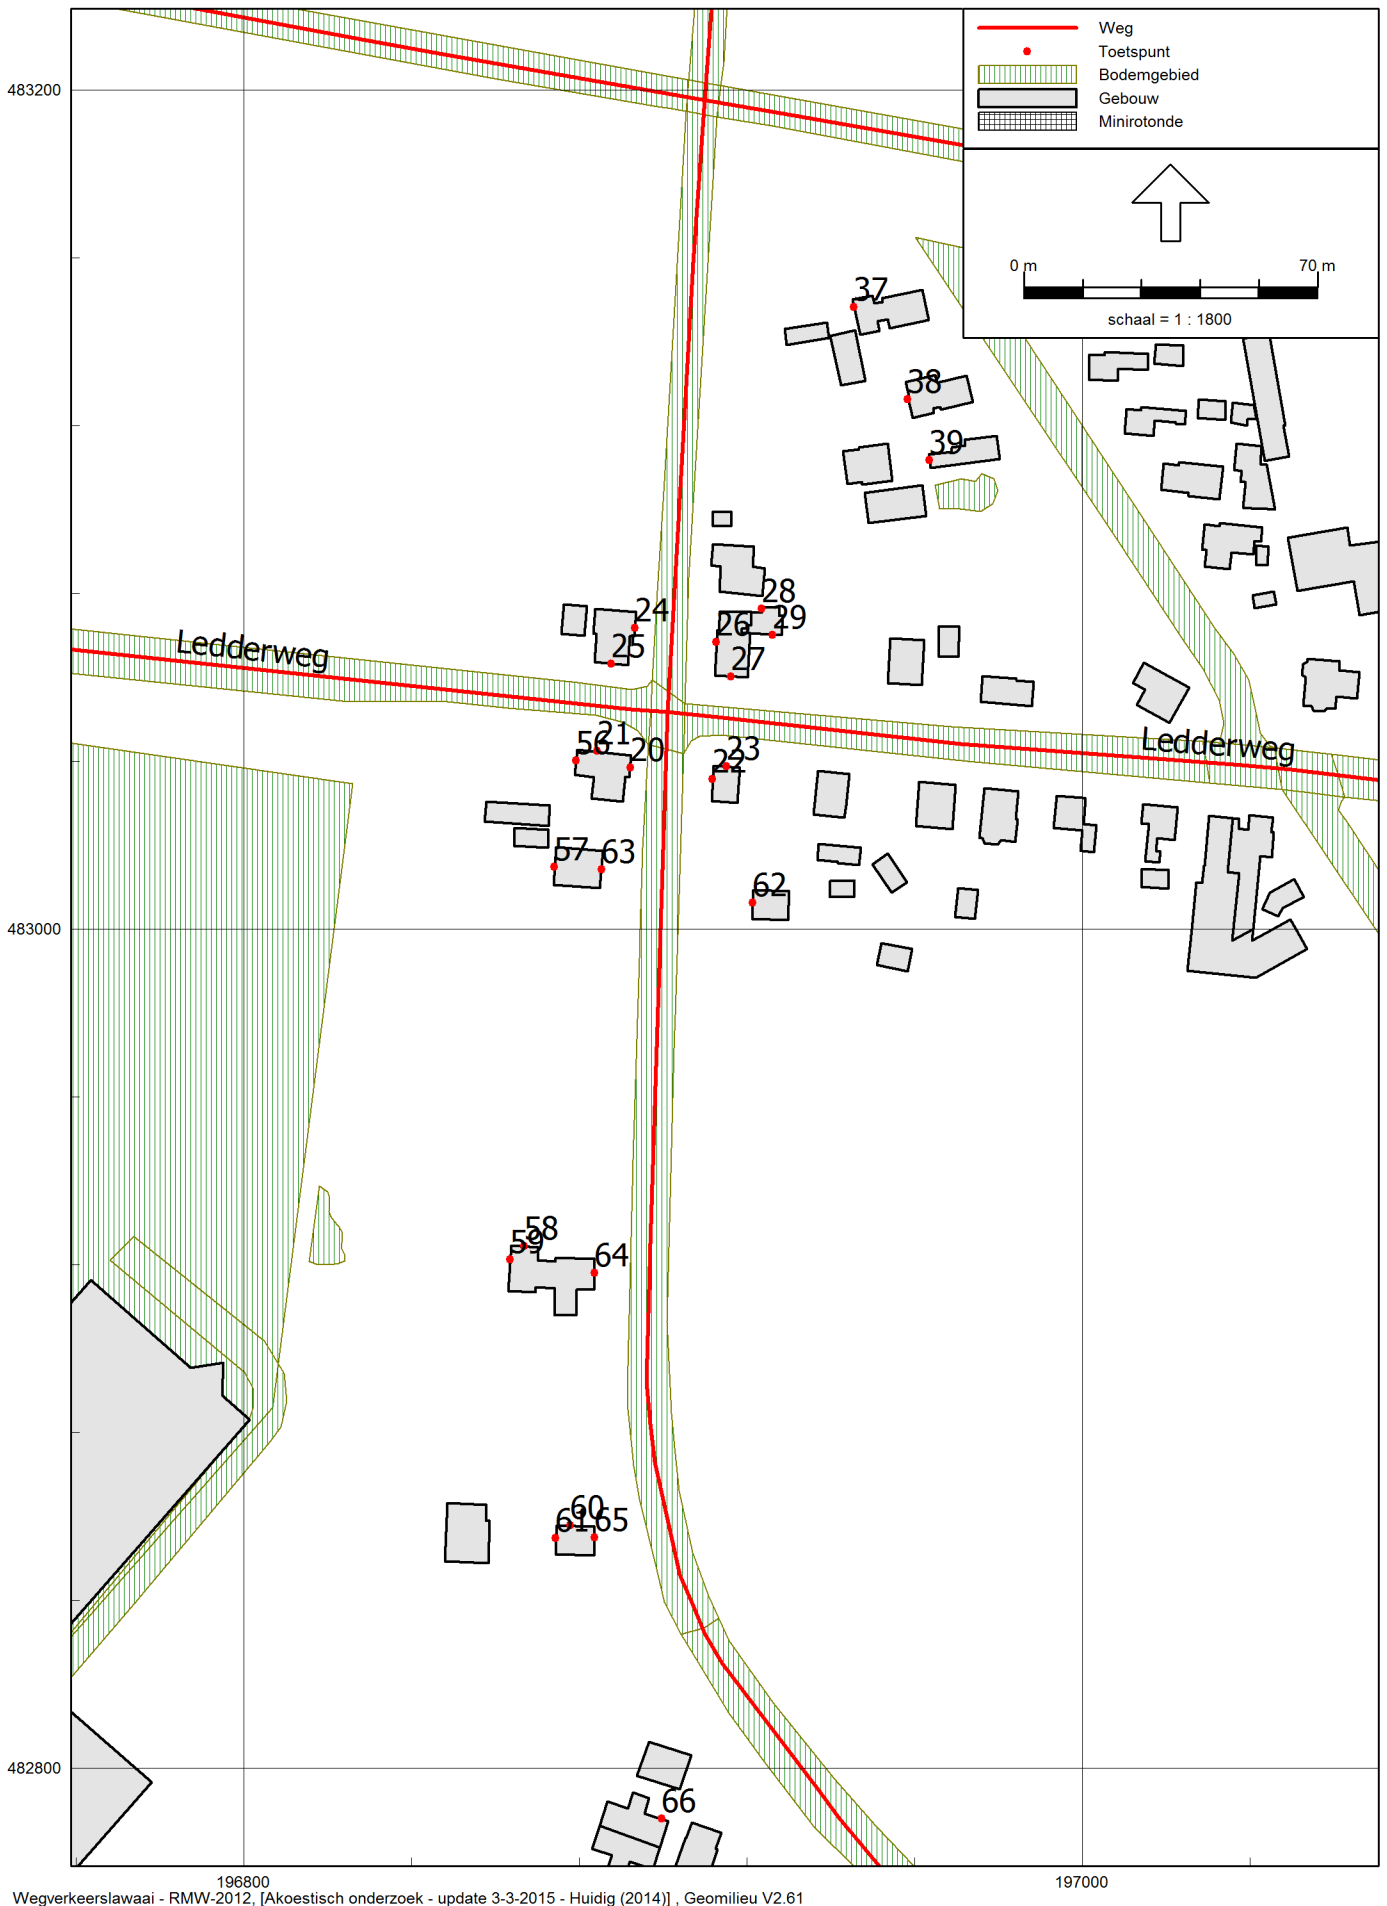 Weg
Toetspunt
483200
Bodemgebied
Gebouw
Minirotonde
0 m 70 m
schaal = 1 : 1800
37
38
39
28
24 26 29
25 27
Ledderweg
Ledderweg
56 21 20 22 23
57 63
62
483000
58
59 64
60
61 65
482800
66
196800 197000
Wegverkeerslawaai - RMW-2012, [Akoestisch onderzoek - update 3-3-2015 - Huidig (2014)] , Geomilieu V2.61